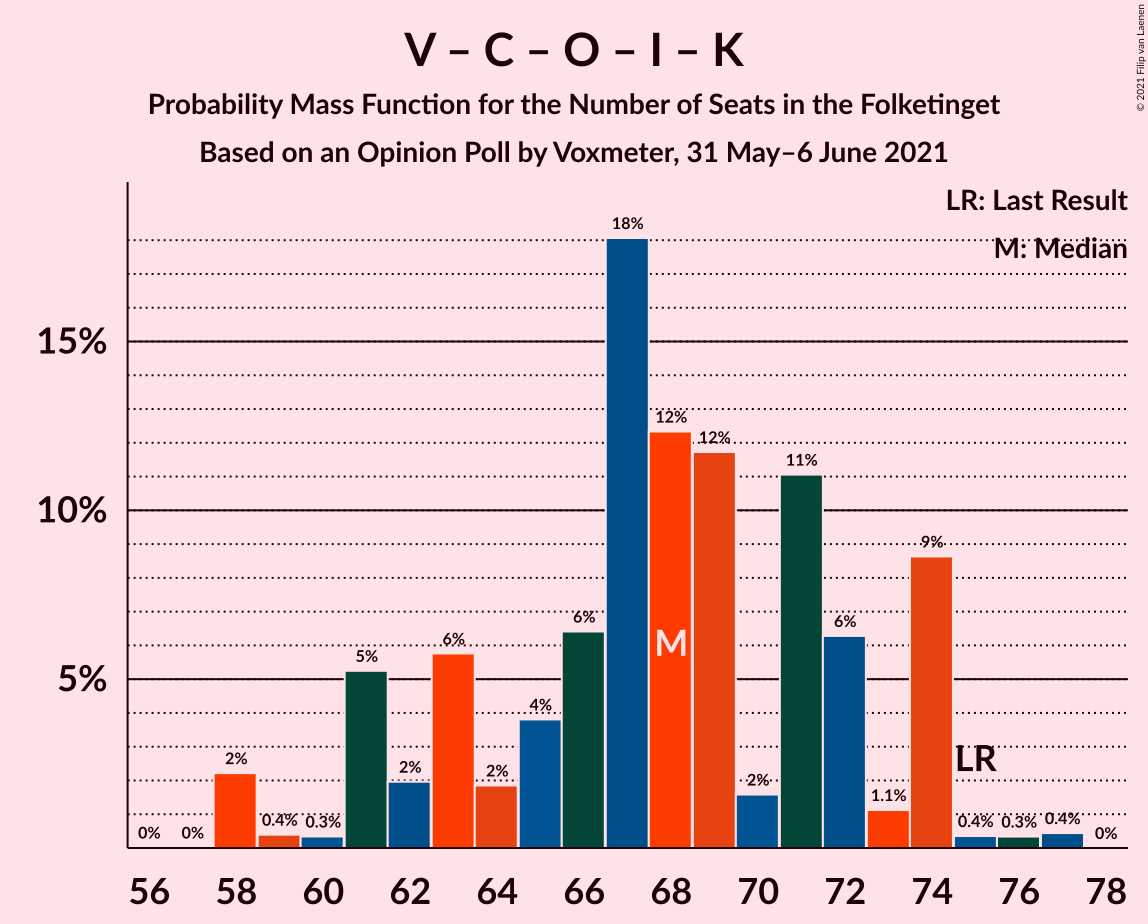 V – C – O – I – K
Probability Mass Function for the Number of Seats in the Folketinget
Based on an Opinion Poll by Voxmeter, 31 May–6 June 2021
© 2021 Filip van Laenen
LR: Last Result
M: Median
15%
10%
5%
0%
0%
2%
0.4%
0.3%
5%
2%
6%
2%
4%
6%
18%
12%
12%
2%
11%
6%
1.1%
9%
0.4%
0.3%
0.4%
0%
M
LR
56 58 60 62 64 66 68 70 72 74 76 78